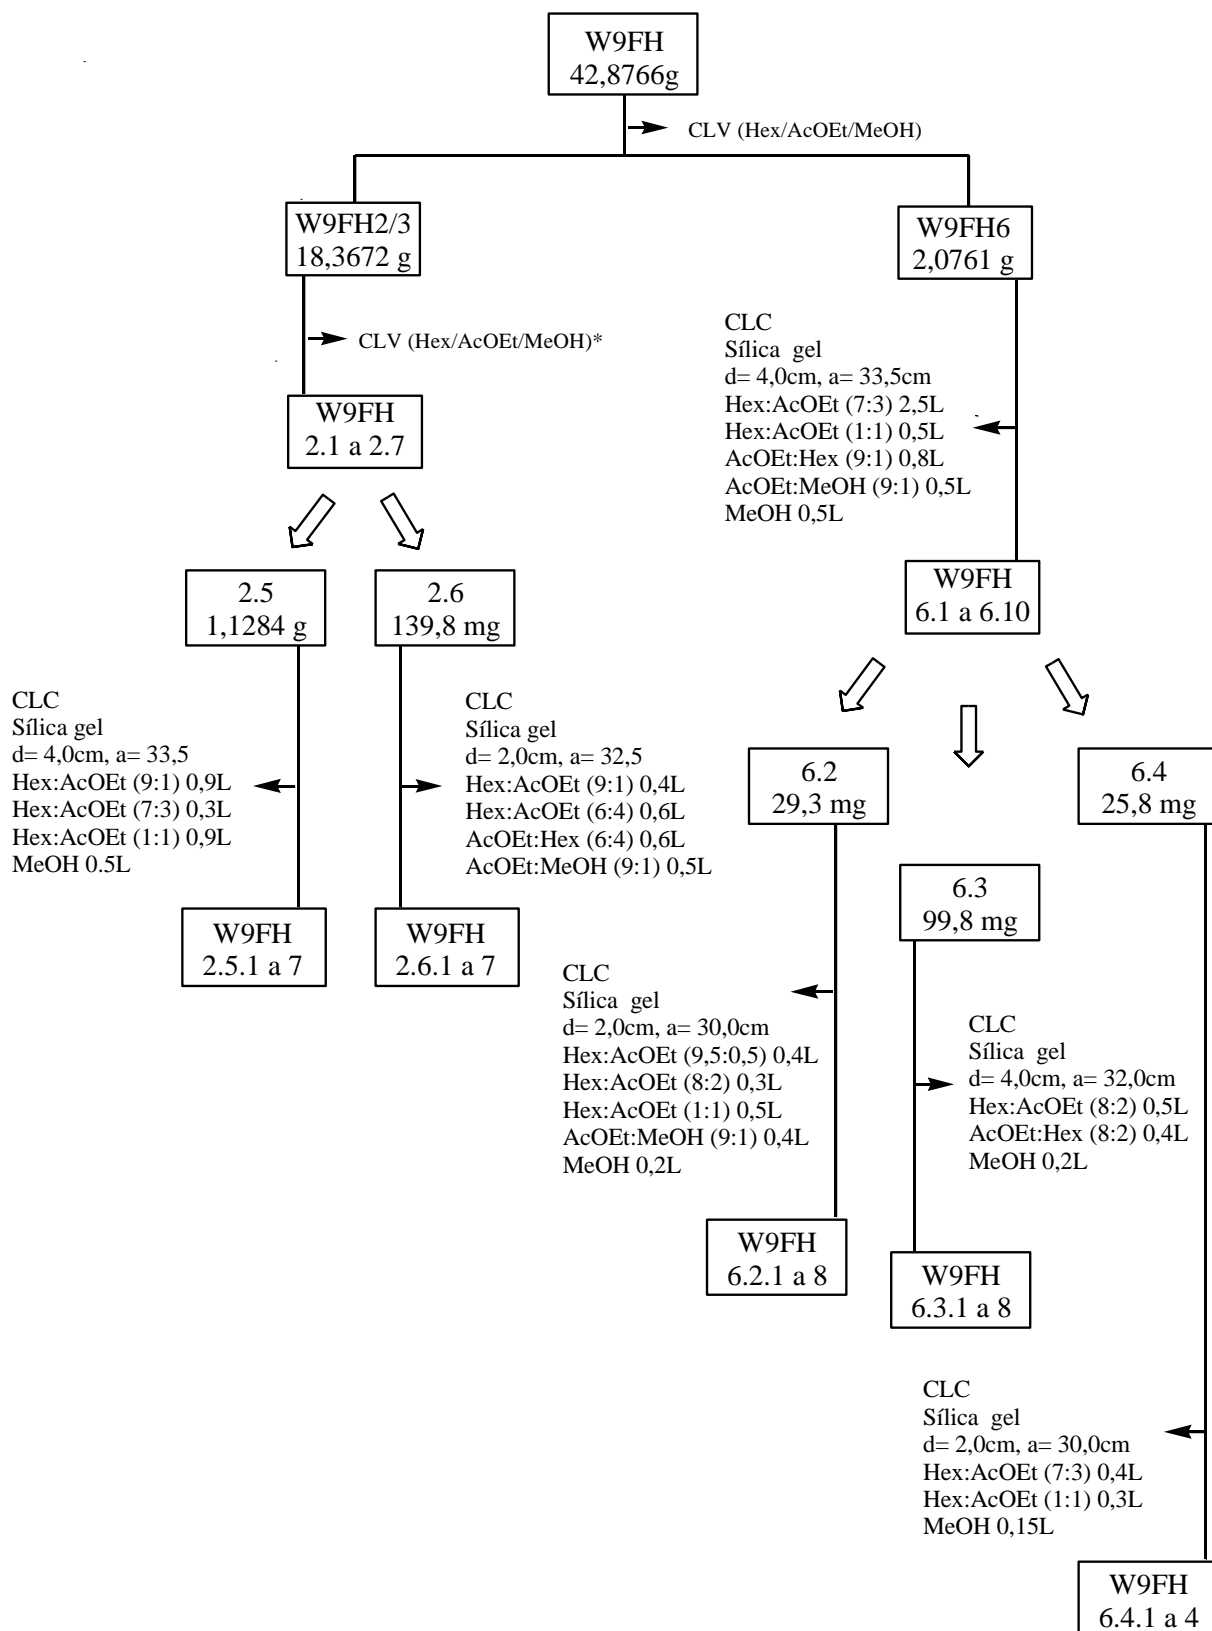 W9FH
42,8766g
CLV (Hex/AcOEt/MeOH)
W9FH2/3
18,3672 g
W9FH6
2,0761 g
CLV (Hex/AcOEt/MeOH)*
CLC
Sílica gel
d= 4,0cm, a= 33,5cm
Hex:AcOEt (7:3) 2,5L
Hex:AcOEt (1:1) 0,5L
AcOEt:Hex (9:1) 0,8L
AcOEt:MeOH (9:1) 0,5L
MeOH 0,5L
W9FH
2.1 a 2.7
W9FH
6.1 a 6.10
2.5
1,1284 g
2.6
139,8 mg
CLC
Sílica gel
d= 4,0cm, a= 33,5
Hex:AcOEt (9:1) 0,9L
Hex:AcOEt (7:3) 0,3L
Hex:AcOEt (1:1) 0,9L
MeOH 0.5L
CLC
Sílica gel
d= 2,0cm, a= 32,5
Hex:AcOEt (9:1) 0,4L
Hex:AcOEt (6:4) 0,6L
AcOEt:Hex (6:4) 0,6L
AcOEt:MeOH (9:1) 0,5L
6.2
29,3 mg
6.4
25,8 mg
6.3
99,8 mg
W9FH
2.5.1 a 7
W9FH
2.6.1 a 7
CLC
Sílica gel
d= 2,0cm, a= 30,0cm
Hex:AcOEt (9,5:0,5) 0,4L
Hex:AcOEt (8:2) 0,3L
Hex:AcOEt (1:1) 0,5L
AcOEt:MeOH (9:1) 0,4L
MeOH 0,2L
CLC
Sílica gel
d= 4,0cm, a= 32,0cm
Hex:AcOEt (8:2) 0,5L
AcOEt:Hex (8:2) 0,4L
MeOH 0,2L
W9FH
6.2.1 a 8
W9FH
6.3.1 a 8
CLC
Sílica gel
d= 2,0cm, a= 30,0cm
Hex:AcOEt (7:3) 0,4L
Hex:AcOEt (1:1) 0,3L
MeOH 0,15L
W9FH
6.4.1 a 4